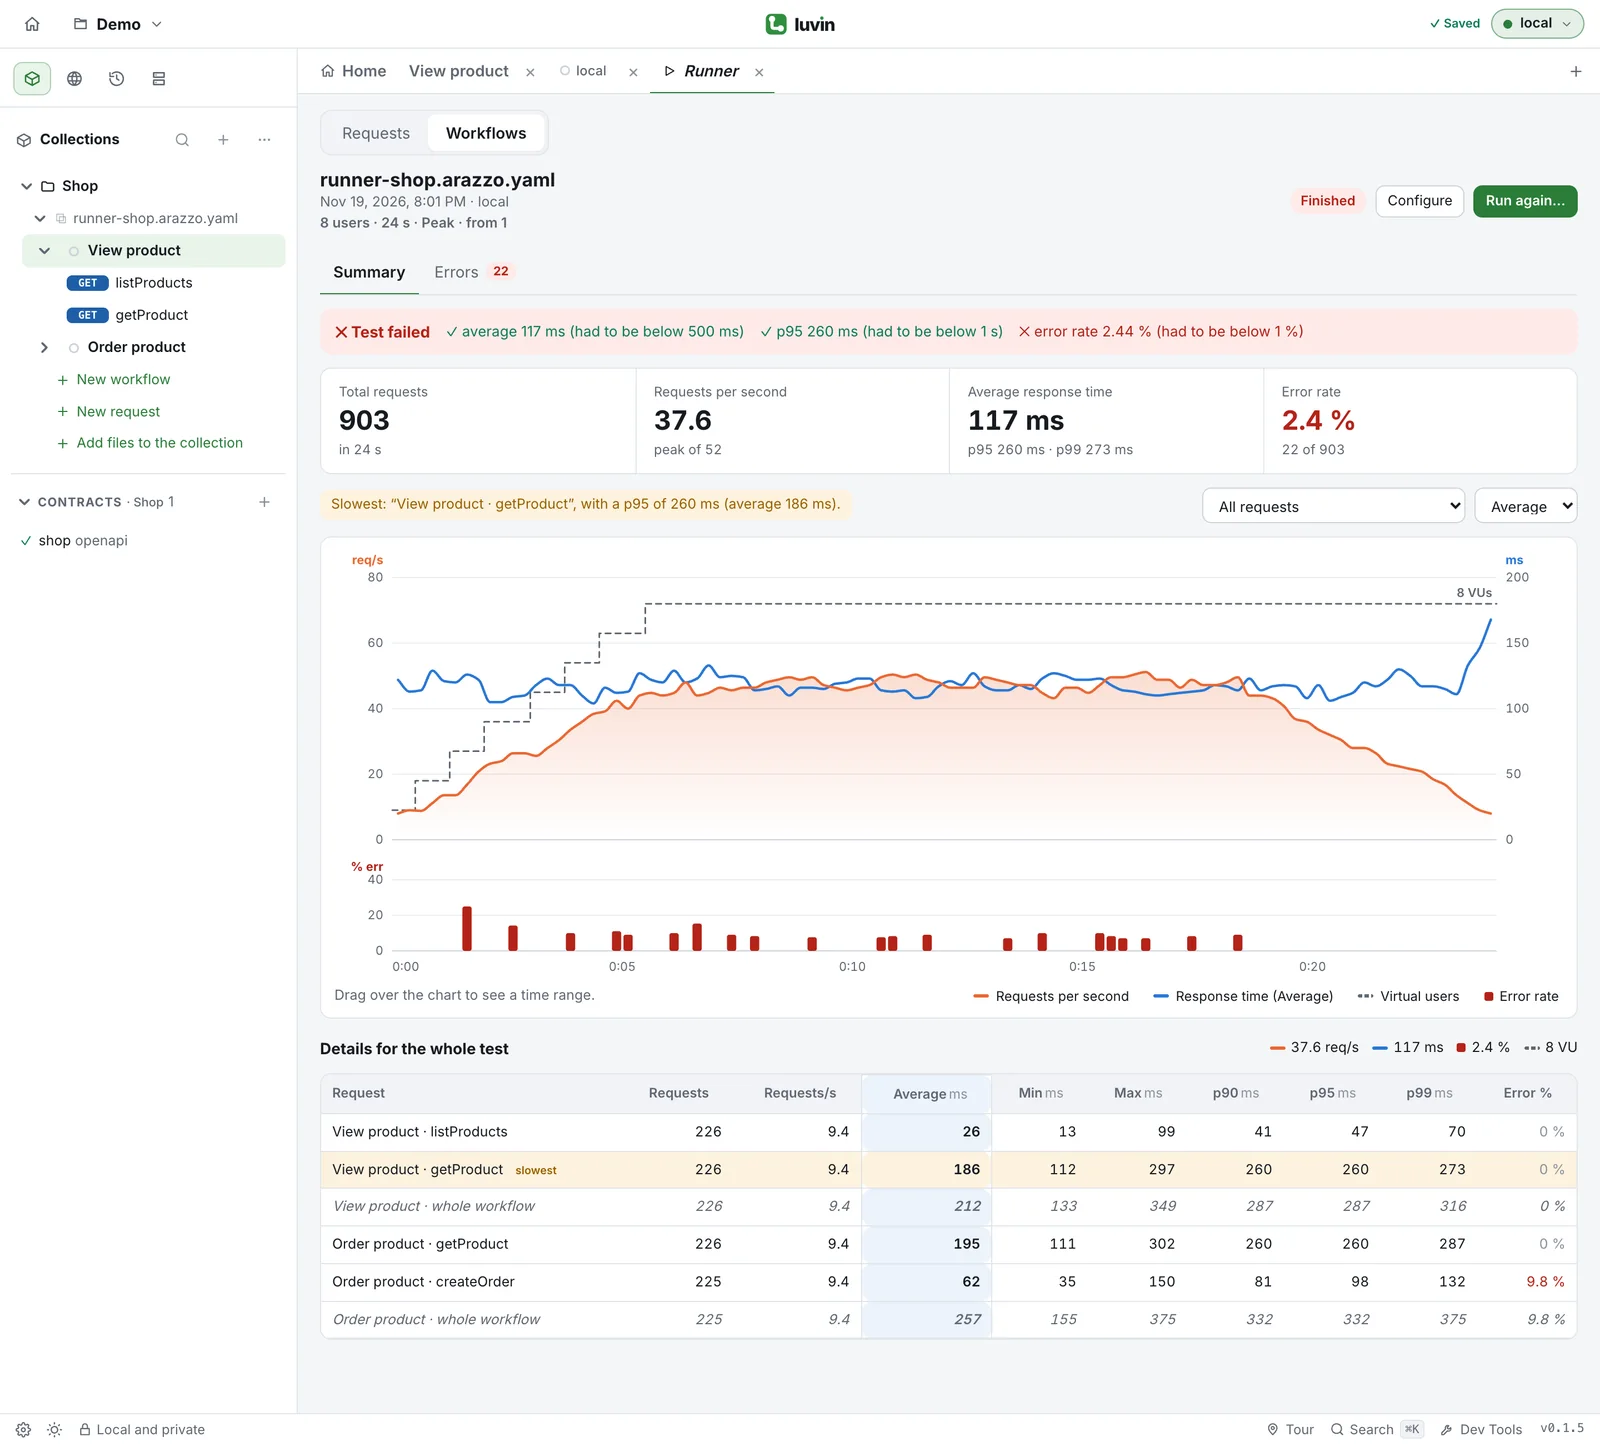 Demo
luvin
Saved
local
Home
View product
local
Runner
Collections
Shop
runner-shop.arazzo.yaml
View product
GET listProducts
GET getProduct
Order product
+ New workflow
+ New request
+ Add files to the collection
CONTRACTS · Shop 1
shop openapi
Requests
Workflows
runner-shop.arazzo.yaml
Nov 19, 2026, 8:01 PM · local
8 users · 24 s · Peak · from 1
Finished
Configure
Run again...
Summary
Errors 22
Test failed
average 117 ms (had to be below 500 ms)
p95 260 ms (had to be below 1 s)
error rate 2.44 % (had to be below 1 %)
Total requests
903
in 24 s
Requests per second
37.6
peak of 52
Average response time
117 ms
p95 260 ms · p99 273 ms
Error rate
2.4 %
22 of 903
Slowest: “View product · getProduct”, with a p95 of 260 ms (average 186 ms).
All requests
Average
req/s
ms
80
200
8 VUs
60
150
40
100
20
50
0
0
% err
40
20
0
0:00
0:05
0:10
0:15
0:20
Drag over the chart to see a time range.
Requests per second
Response time (Average)
Virtual users
Error rate
Details for the whole test
37.6 req/s
117 ms
2.4 %
8 VU
Request Requests Requests/s Average ms Min ms Max ms p90 ms p95 ms p99 ms Error %
View product · listProducts 226 9.4 26 13 99 41 47 70 0 %
View product · getProduct slowest 226 9.4 186 112 297 260 260 273 0 %
View product · whole workflow 226 9.4 212 133 349 287 287 316 0 %
Order product · getProduct 226 9.4 195 111 302 260 260 287 0 %
Order product · createOrder 225 9.4 62 35 150 81 98 132 9.8 %
Order product · whole workflow 225 9.4 257 155 375 332 332 375 9.8 %
Local and private
Tour
Search ⌘K
Dev Tools
v0.1.5